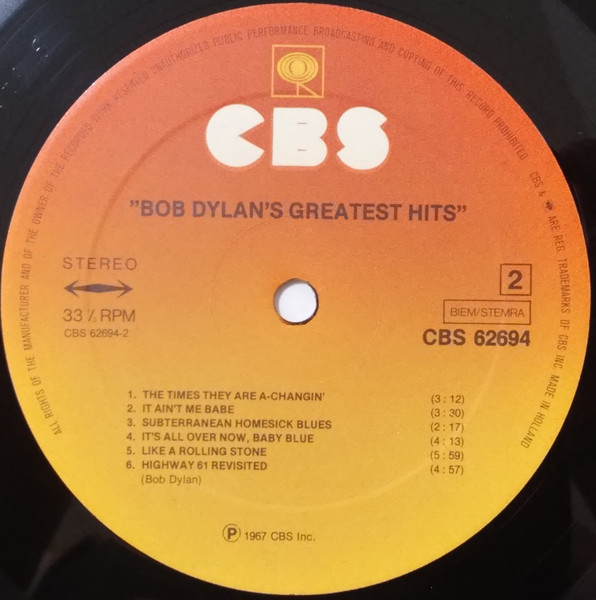 ALL RIGHTS OF THE MANUFACTURER AND OF THE OWNER OF THE RECORDED WORK RESERVED UNAUTHORIZED PUBLIC PERFORMANCE BROADCASTING AND COPYING OF THIS RECORD PROHIBITED
CBS & ARE REG. TRADEMARKS OF CBS INC. MADE IN HOLLAND
CBS
"BOB DYLAN'S GREATEST HITS"
STEREO
2
33 ⅓ RPM
BIEM/STEMRA
CBS 62694-2
CBS 62694
1. THE TIMES THEY ARE A-CHANGIN' (3 : 12)
2. IT AIN'T ME BABE (3 : 30)
3. SUBTERRANEAN HOMESICK BLUES (2 : 17)
4. IT'S ALL OVER NOW, BABY BLUE (4 : 13)
5. LIKE A ROLLING STONE (5 : 59)
6. HIGHWAY 61 REVISITED (4 : 57)
(Bob Dylan)
Ⓟ 1967 CBS Inc.